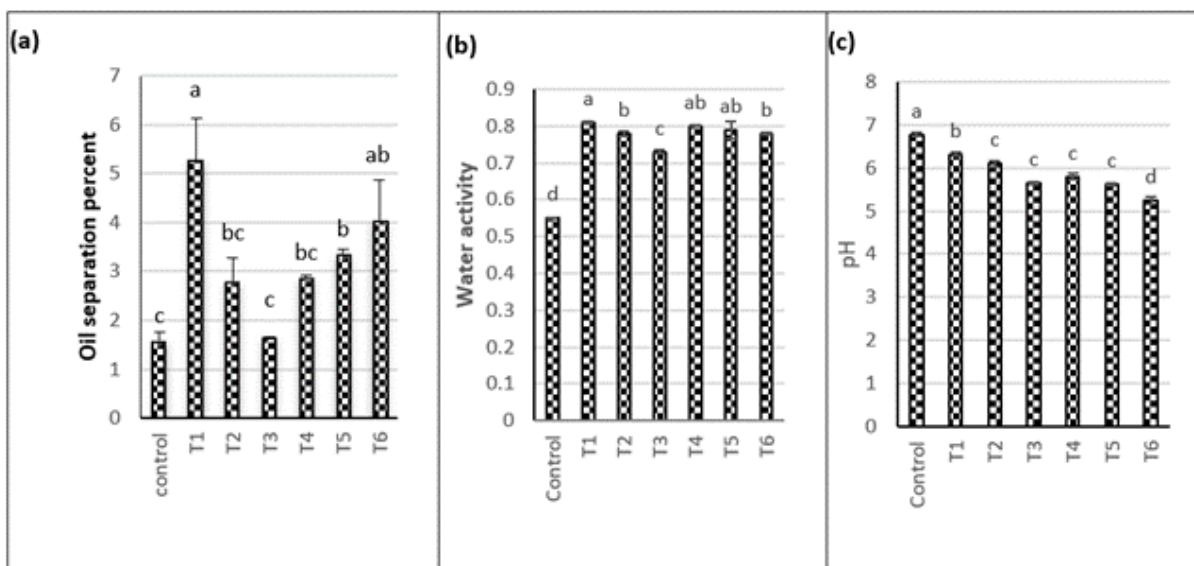 (a)
Oil separation percent
7
6
5
4
3
2
1
0
c
a
bc
c
bc
b
ab
control
T1
T2
T3
T4
T5
T6
(b)
Water activity
0.9
0.8
0.7
0.6
0.5
0.4
0.3
0.2
0.1
0
d
a
b
c
ab
ab
b
Control
T1
T2
T3
T4
T5
T6
(c)
pH
8
7
6
5
4
3
2
1
0
a
b
c
c
c
c
d
Control
T1
T2
T3
T4
T5
T6